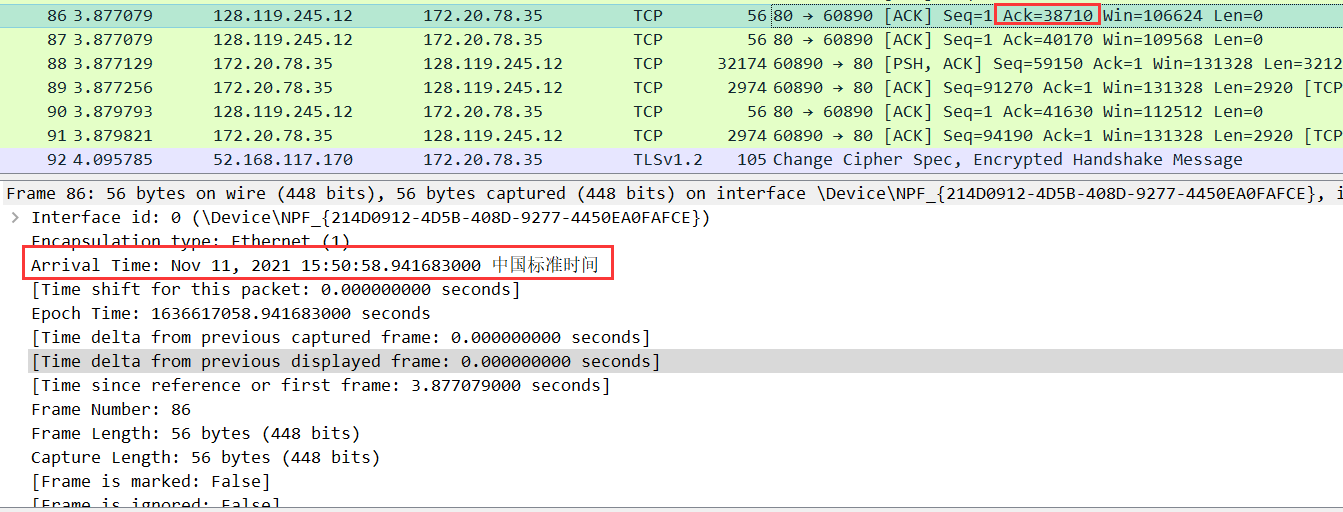 86 3.877079 128.119.245.12 172.20.78.35 TCP 56 80 → 60890 [ACK] Seq=1 Ack=38710 Win=106624 Len=0
87 3.877079 128.119.245.12 172.20.78.35 TCP 56 80 → 60890 [ACK] Seq=1 Ack=40170 Win=109568 Len=0
88 3.877129 172.20.78.35 128.119.245.12 TCP 32174 60890 → 80 [PSH, ACK] Seq=59150 Ack=1 Win=131328 Len=3212
89 3.877256 172.20.78.35 128.119.245.12 TCP 2974 60890 → 80 [ACK] Seq=91270 Ack=1 Win=131328 Len=2920 [TCP
90 3.879793 128.119.245.12 172.20.78.35 TCP 56 80 → 60890 [ACK] Seq=1 Ack=41630 Win=112512 Len=0
91 3.879821 172.20.78.35 128.119.245.12 TCP 2974 60890 → 80 [ACK] Seq=94190 Ack=1 Win=131328 Len=2920 [TCP
92 4.095785 52.168.117.170 172.20.78.35 TLSv1.2 105 Change Cipher Spec, Encrypted Handshake Message
Frame 86: 56 bytes on wire (448 bits), 56 bytes captured (448 bits) on interface \Device\NPF_{214D0912-4D5B-408D-9277-4450EA0FAFCE}, i
Interface id: 0 (\Device\NPF_{214D0912-4D5B-408D-9277-4450EA0FAFCE})
Encapsulation type: Ethernet (1)
Arrival Time: Nov 11, 2021 15:50:58.941683000 中国标准时间
[Time shift for this packet: 0.000000000 seconds]
Epoch Time: 1636617058.941683000 seconds
[Time delta from previous captured frame: 0.000000000 seconds]
[Time delta from previous displayed frame: 0.000000000 seconds]
[Time since reference or first frame: 3.877079000 seconds]
Frame Number: 86
Frame Length: 56 bytes (448 bits)
Capture Length: 56 bytes (448 bits)
[Frame is marked: False]
[Frame is ignored: False]